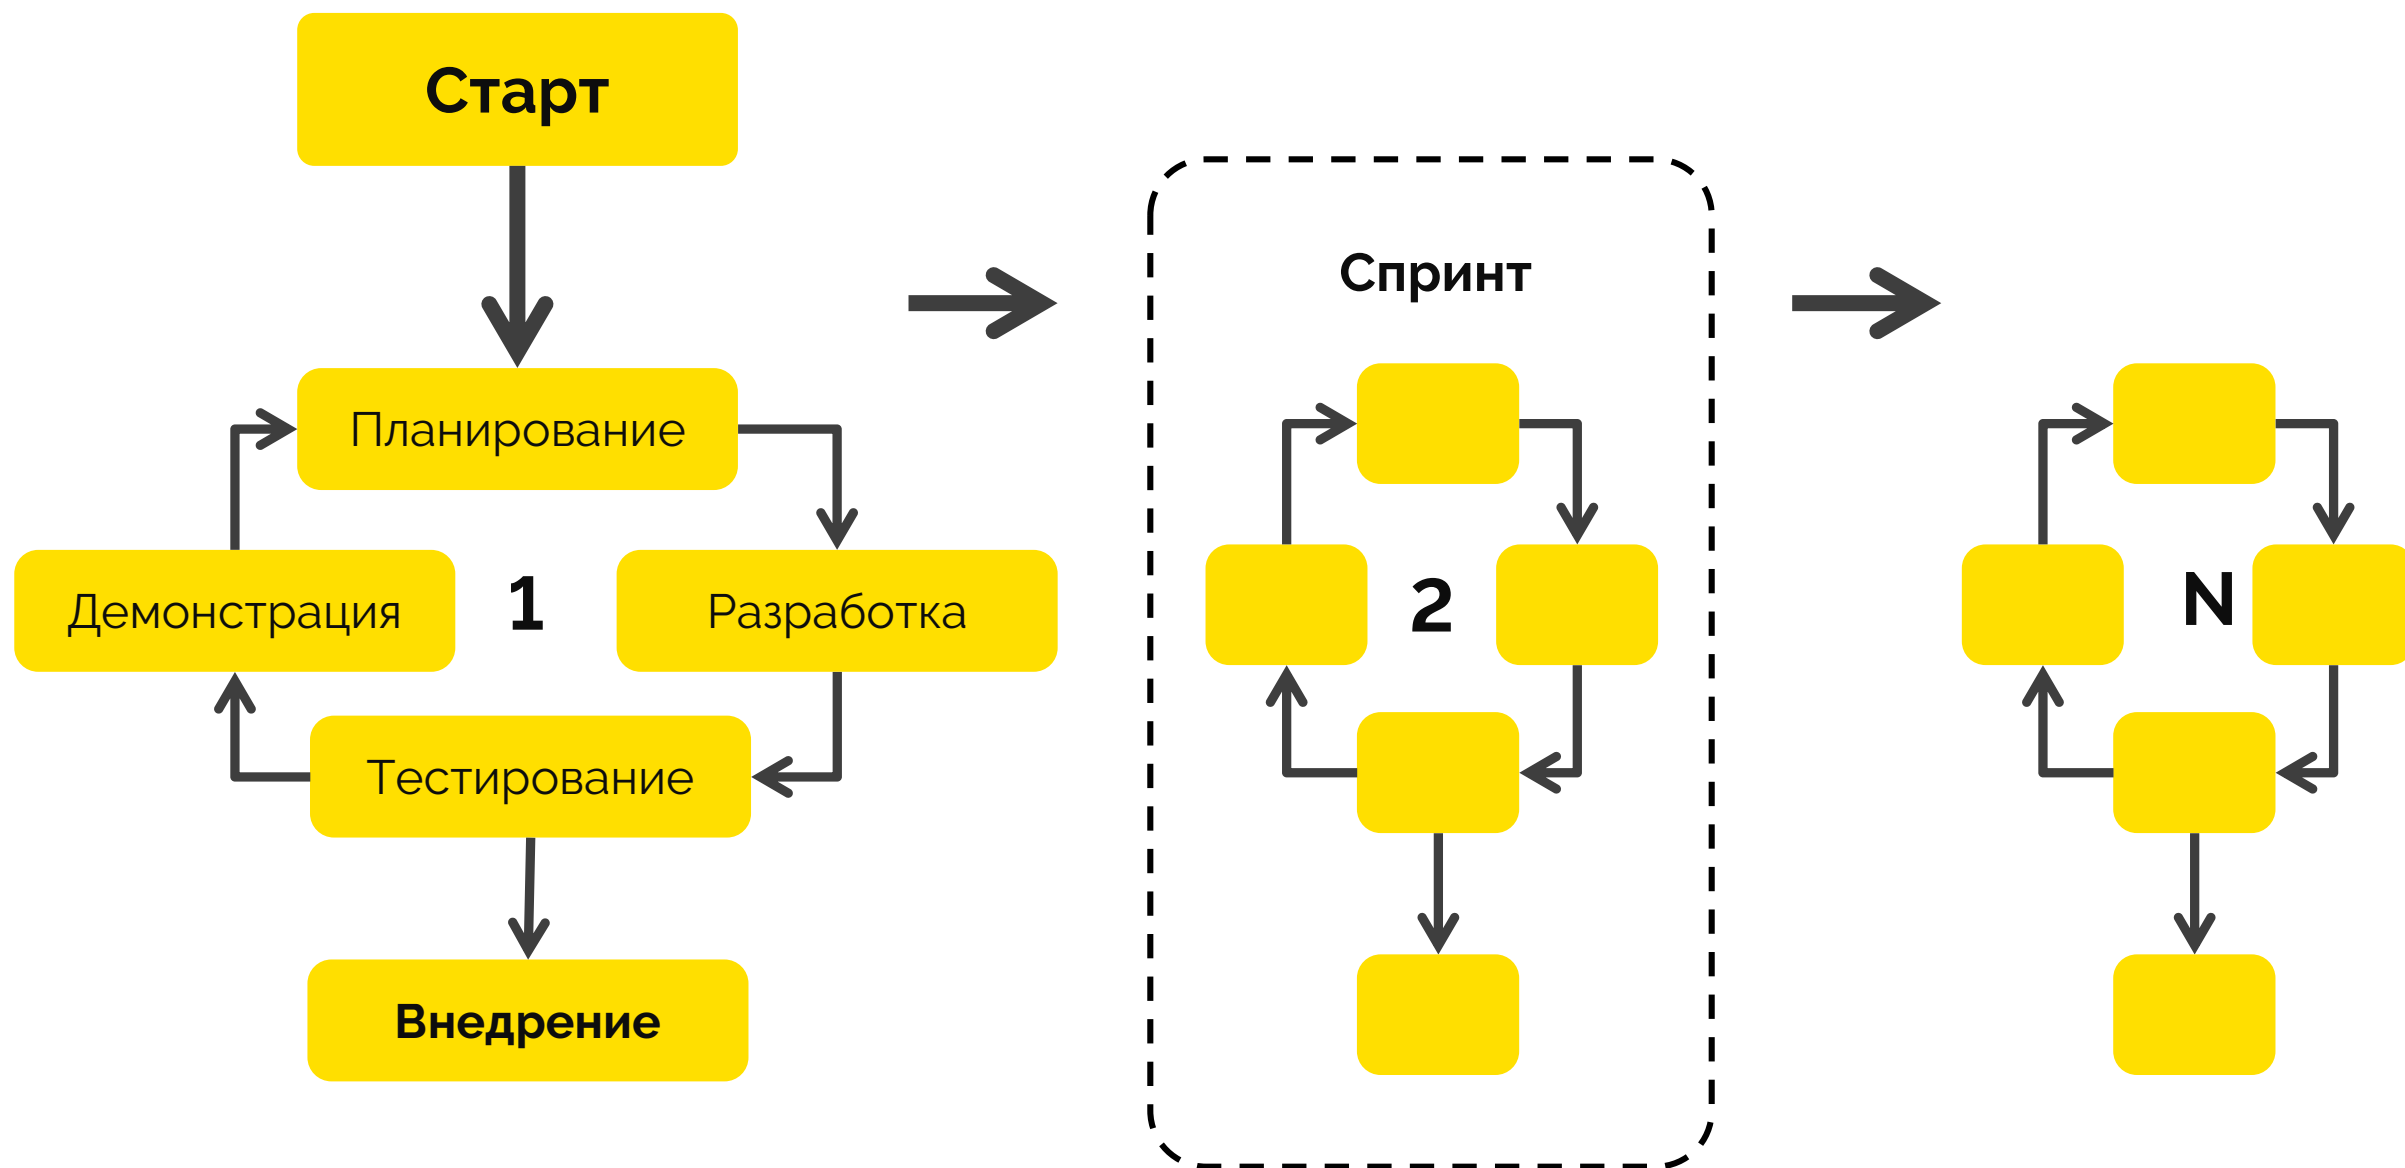 Старт
Спринт
Планирование
Демонстрация
1
Разработка
2
N
Тестирование
Внедрение